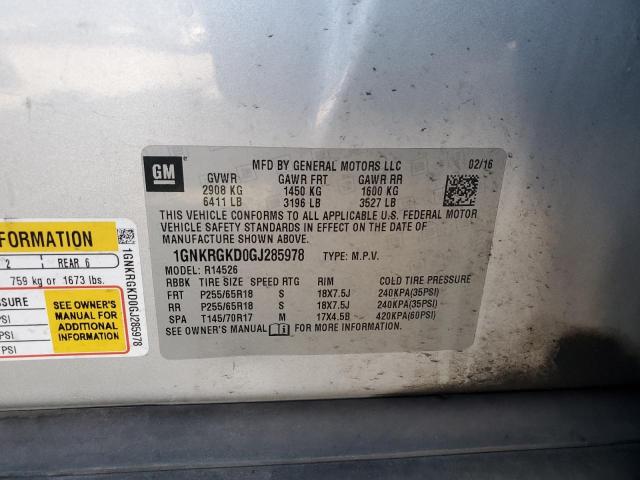 GM
MFD BY GENERAL MOTORS LLC 02/16
GVWR GAWR FRT GAWR RR
2908 KG 1450 KG 1600 KG
6411 LB 3196 LB 3527 LB
THIS VEHICLE CONFORMS TO ALL APPLICABLE U.S. FEDERAL MOTOR
VEHICLE SAFETY STANDARDS IN EFFECT ON THE DATE OF
MANUFACTURE SHOWN ABOVE.
1GNKRGKD0GJ285978 TYPE: M.P.V.
MODEL: R14526
RBBK TIRE SIZE SPEED RTG RIM COLD TIRE PRESSURE
FRT P255/65R18 S 18X7.5J 240KPA(35PSI)
RR P255/65R18 S 18X7.5J 240KPA(35PSI)
SPA T145/70R17 M 17X4.5B 420KPA(60PSI)
SEE OWNER'S MANUAL FOR MORE INFORMATION.
FORMATION
2 REAR 6
759 kg or 1673 lbs.
SSURE
PSI
PSI
PSI
SEE OWNER'S
MANUAL FOR
ADDITIONAL
INFORMATION
1GNKRGKD0GJ285978